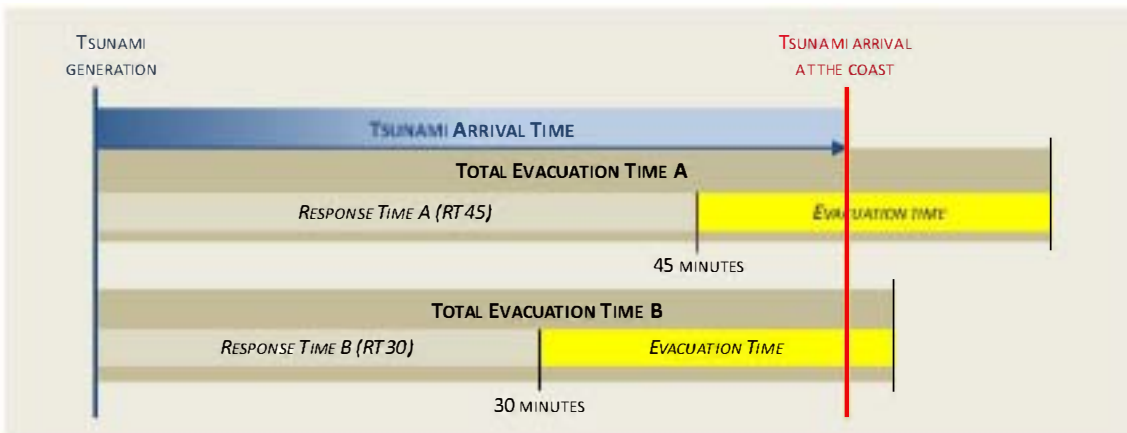 TSUNAMI
GENERATION
TSUNAMI ARRIVAL
AT THE COAST
TSUNAMI ARRIVAL TIME
TOTAL EVACUATION TIME A
RESPONSE TIME A (RT45)
EVACUATION TIME
45 MINUTES
TOTAL EVACUATION TIME B
RESPONSE TIME B (RT30)
EVACUATION TIME
30 MINUTES